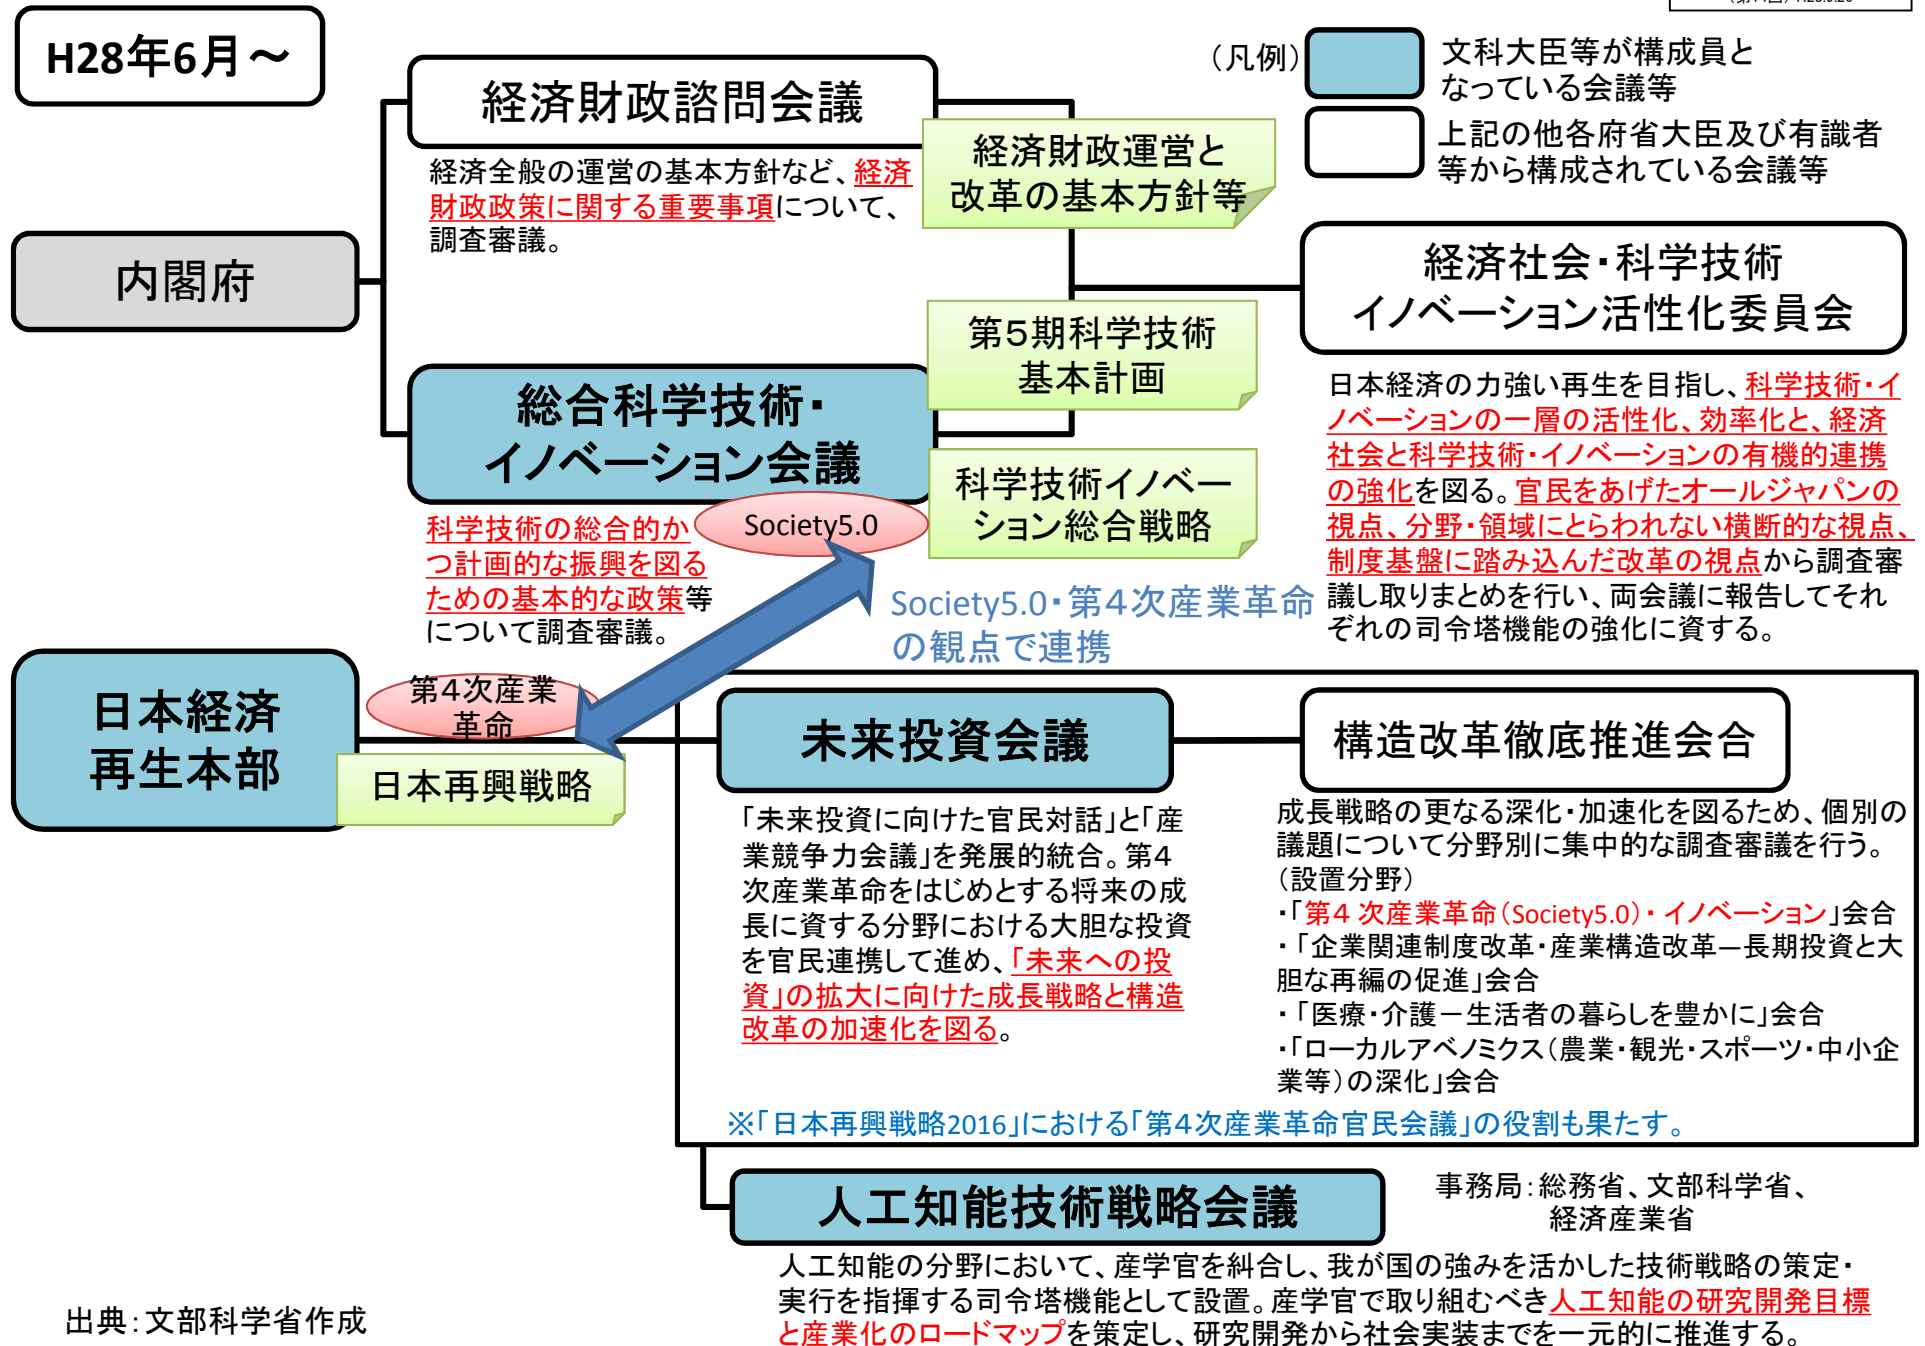 H28年6月～
（凡例）
文科大臣等が構成員と
なっている会議等
上記の他各府省大臣及び有識者
等から構成されている会議等
経済財政諮問会議
経済全般の運営の基本方針など、経済
財政政策に関する重要事項について、
調査審議。
経済財政運営と
改革の基本方針等
内閣府
経済社会・科学技術
イノベーション活性化委員会
第5期科学技術
基本計画
総合科学技術・
イノベーション会議
科学技術イノベー
ション総合戦略
Society5.0
科学技術の総合的か
つ計画的な振興を図る
ための基本的な政策等
について調査審議。
日本経済の力強い再生を目指し、科学技術・イ
ノベーションの一層の活性化、効率化と、経済
社会と科学技術・イノベーションの有機的連携
の強化を図る。官民をあげたオールジャパンの
視点、分野・領域にとらわれない横断的な視点、
制度基盤に踏み込んだ改革の視点から調査審
議し取りまとめを行い、両会議に報告してそれ
ぞれの司令塔機能の強化に資する。
Society5.0・第4次産業革命
の観点で連携
日本経済
再生本部
第4次産業
革命
日本再興戦略
未来投資会議
構造改革徹底推進会合
「未来投資に向けた官民対話」と「産
業競争力会議」を発展的統合。第4
次産業革命をはじめとする将来の成
長に資する分野における大胆な投資
を官民連携して進め、「未来への投
資」の拡大に向けた成長戦略と構造
改革の加速化を図る。
成長戦略の更なる深化・加速化を図るため、個別の
議題について分野別に集中的な調査審議を行う。
（設置分野）
・「第4 次産業革命（Society5.0）・ イノベーション」会合
・「企業関連制度改革・産業構造改革―長期投資と大
胆な再編の促進」会合
・「医療・介護－生活者の暮らしを豊かに」会合
・「ローカルアベノミクス（農業・観光・スポーツ・中小企
業等）の深化」会合
※「日本再興戦略2016」における「第4次産業革命官民会議」の役割も果たす。
人工知能技術戦略会議
事務局：総務省、文部科学省、
経済産業省
人工知能の分野において、産学官を糾合し、我が国の強みを活かした技術戦略の策定・
実行を指揮する司令塔機能として設置。産学官で取り組むべき人工知能の研究開発目標
と産業化のロードマップを策定し、研究開発から社会実装までを一元的に推進する。
出典：文部科学省作成